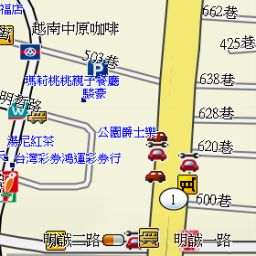 福店
662巷
越南中原咖啡
425巷
503巷
P
瑪莉桃桃親子餐廳
駿豪
638巷
明
路
W
628巷
公園爵士樂
湯尼紅茶
620巷
台灣彩券鴻運彩券行
1
600巷
明誠二路
明誠一路